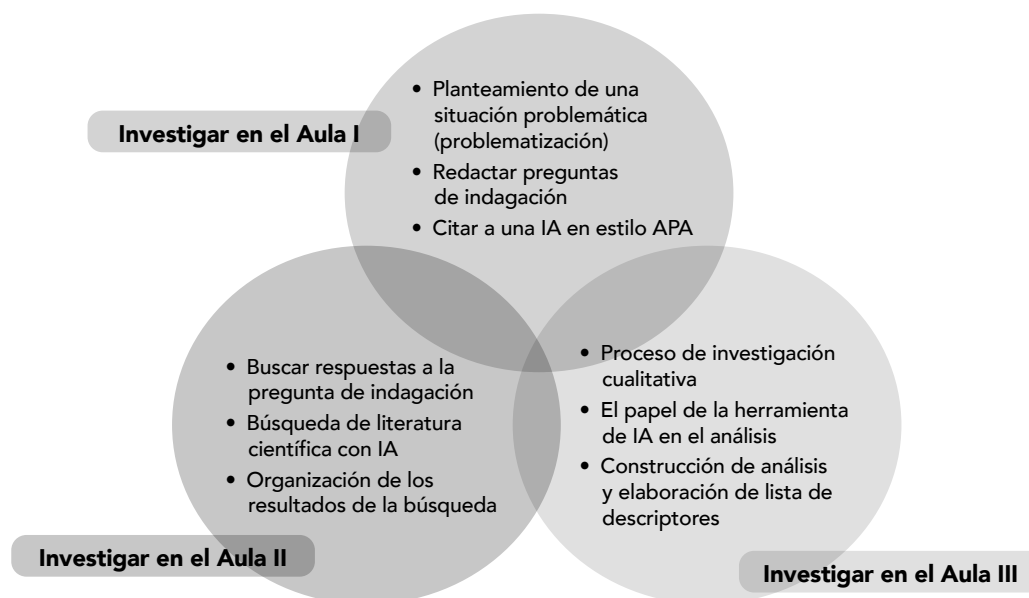 Investigar en el Aula I
• Planteamiento de una
situación problemática
(problematización)
• Redactar preguntas
de indagación
• Citar a una IA en estilo APA
• Buscar respuestas a la
pregunta de indagación
• Búsqueda de literatura
científica con IA
• Organización de los
resultados de la búsqueda
Investigar en el Aula II
• Proceso de investigación
cualitativa
• El papel de la herramienta
de IA en el análisis
• Construcción de análisis
y elaboración de lista de
descriptores
Investigar en el Aula III